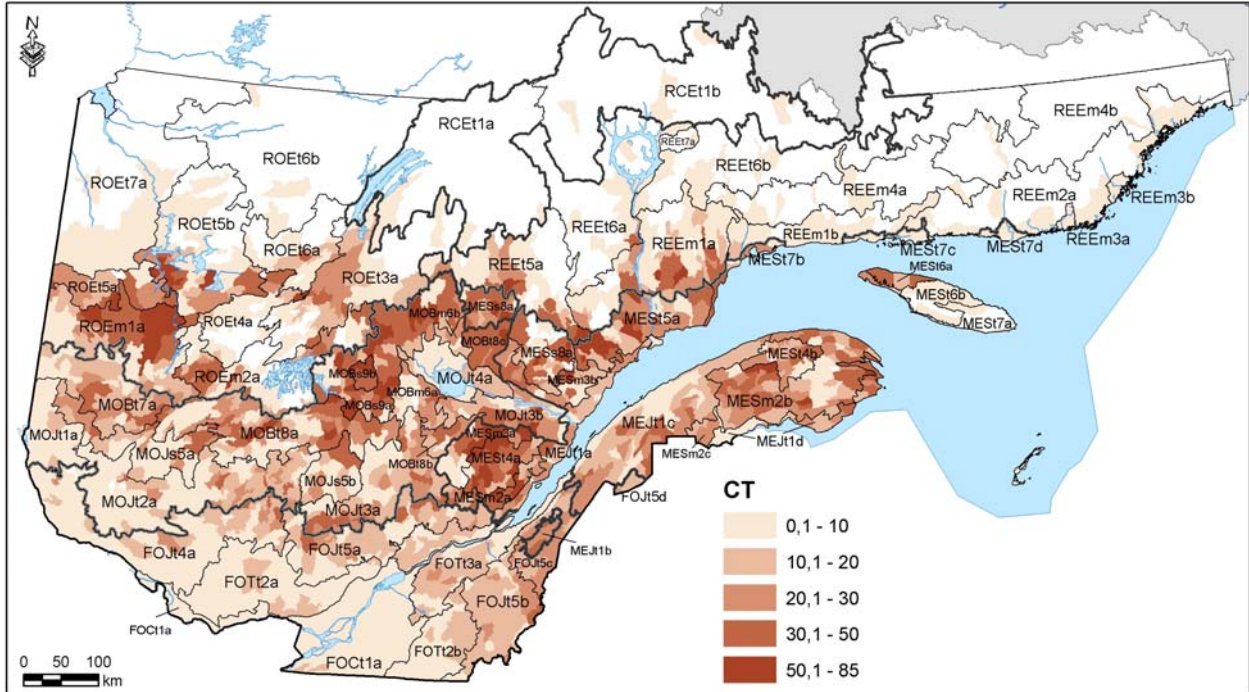 N
RCEt1b
REEm4b
RCEt1a
REEt7a
ROEt6b
REEt6b
ROEt7a
REEm4a
REEm2a
REEm3b
ROEt5b
REEt6a
REEm1a
REEm1b
MESt7c
MESt7d
REEm3a
ROEt6a
MESt7b
MESt6a
REEt5a
ROEt3a
ROEt5a
MESt6b
MOBm6b
MESs8a
MESt5a
MESt7a
ROEm1a
ROEt4a
MOBt8c
MESs8a
MESt4b
ROEm2a
MOBs9b
MOJt4a
MESm3b
MOBm6a
MESm2b
MOBt7a
MOBs9a
MOJt3b
MEJt1c
MOJt1a
MOBt8a
MESm3a
MEJt1d
MOJs5a
MOBt8b
MESt4a
MEJt1a
MESm2c
MOJs5b
MESm2a
FOJt5d
MOJt2a
MOJt3a
FOJt4a
FOJt5a
MEJt1b
FOTt3a
FOJt5c
FOTt2a
FOJt5b
FOCt1a
FOTt2b
FOCt1a
CT
0,1 - 10
10,1 - 20
20,1 - 30
30,1 - 50
50,1 - 85
0 50 100
km